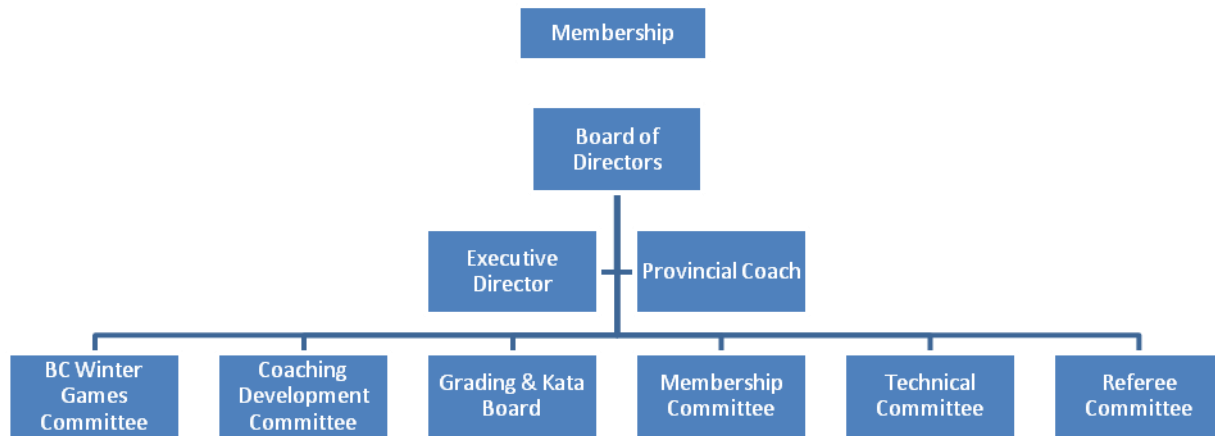 Membership
Board of
Directors
Executive
Director
Provincial Coach
BC Winter
Games
Committee
Coaching
Development
Committee
Grading & Kata
Board
Membership
Committee
Technical
Committee
Referee
Committee